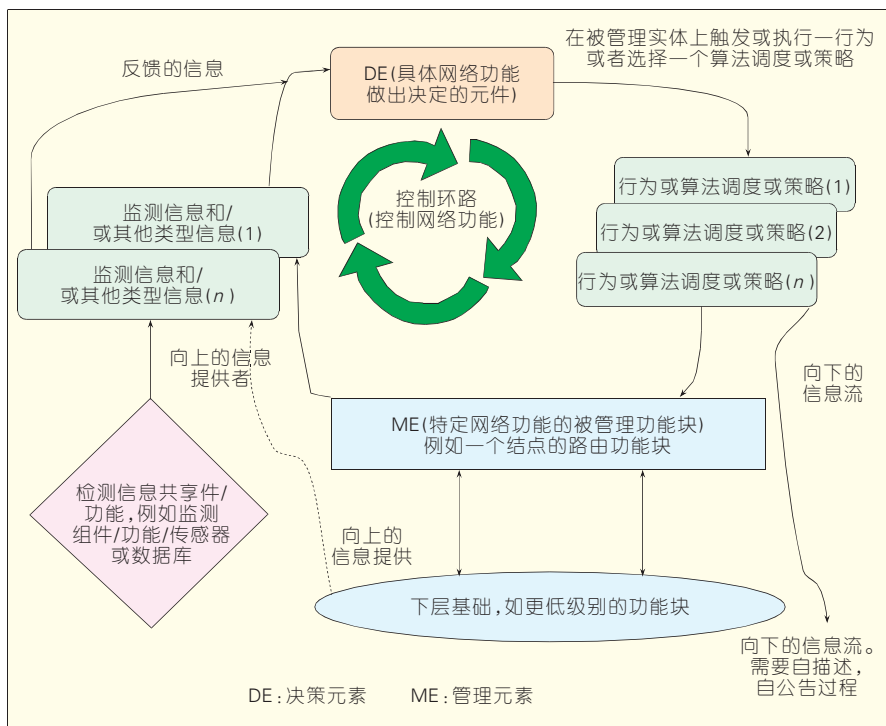 在被管理实体上触发或执行一行为
或者选择一个算法调度或策略
反馈的信息
DE(具体网络功能
做出决定的元件)
控制环路
(控制网络功能)
监测信息和/
或其他类型信息(1)
监测信息和/
或其他类型信息(n)
行为或算法调度或策略(1)
行为或算法调度或策略(2)
行为或算法调度或策略(n)
向上的信息
提供者
向下的
信息流
ME(特定网络功能的被管理功能块)
例如一个结点的路由功能块
检测信息共享件/
功能,例如监测
组件/功能/传感器
或数据库
向上的
信息提供
下层基础,如更低级别的功能块
向下的信息流。
需要自描述,
自公告过程
DE:决策元素 ME:管理元素